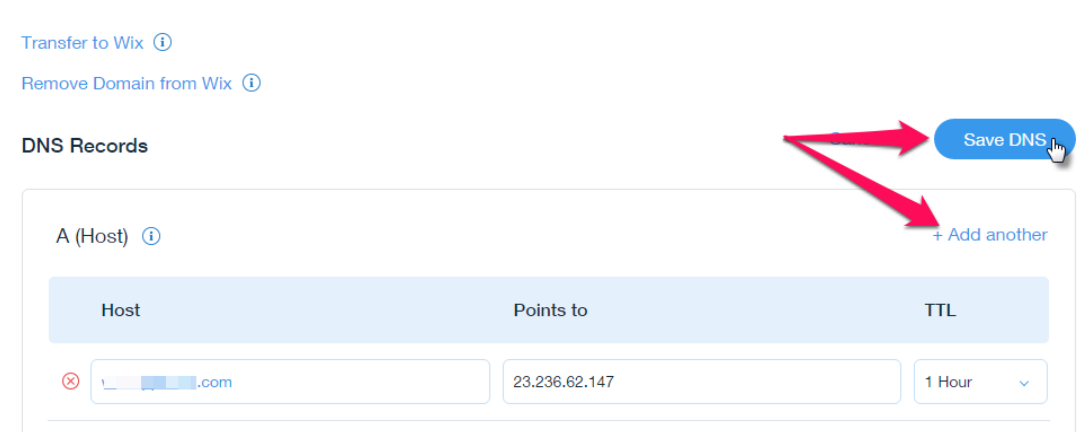 Transfer to Wix
Remove Domain from Wix
DNS Records
Save DNS
A (Host)
+ Add another
Host Points to TTL
.com 23.236.62.147 1 Hour